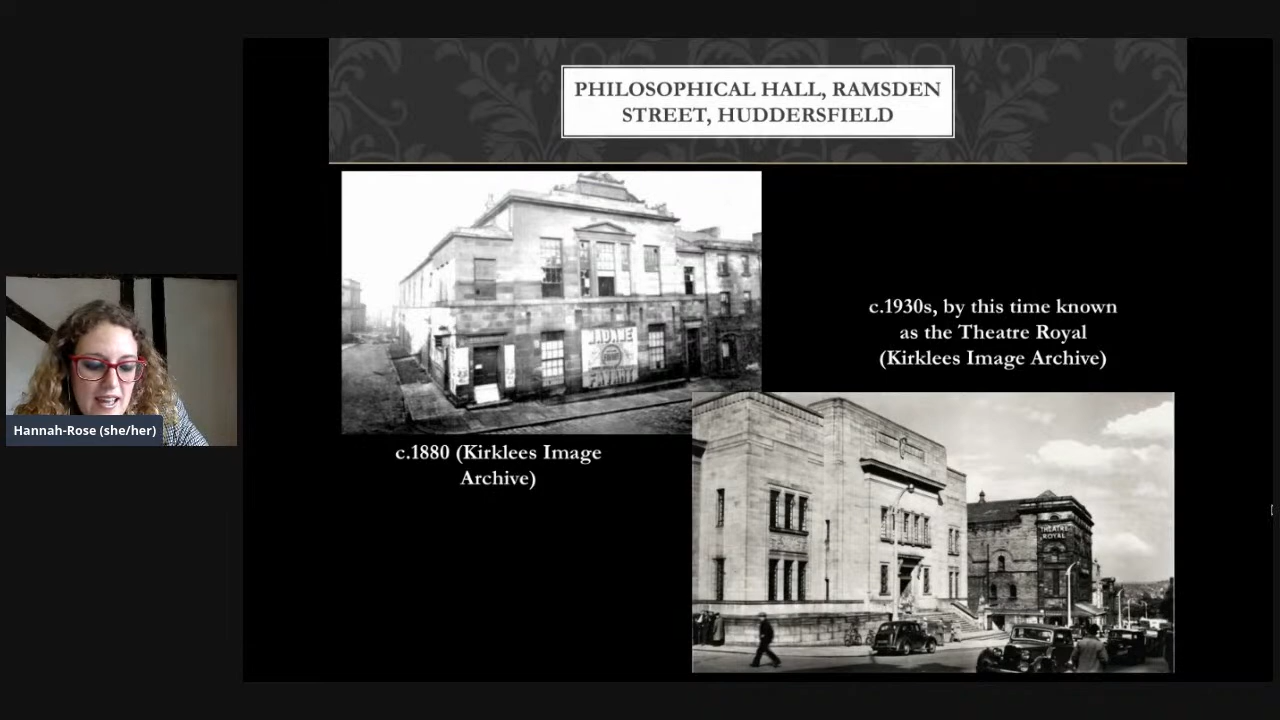 PHILOSOPHICAL HALL, RAMSDEN
STREET, HUDDERSFIELD
MADAME
c.1930s, by this time known
as the Theatre Royal
(Kirklees Image Archive)
Hannah-Rose (she/her)
c.1880 (Kirklees Image
Archive)
THEATRE
ROYAL